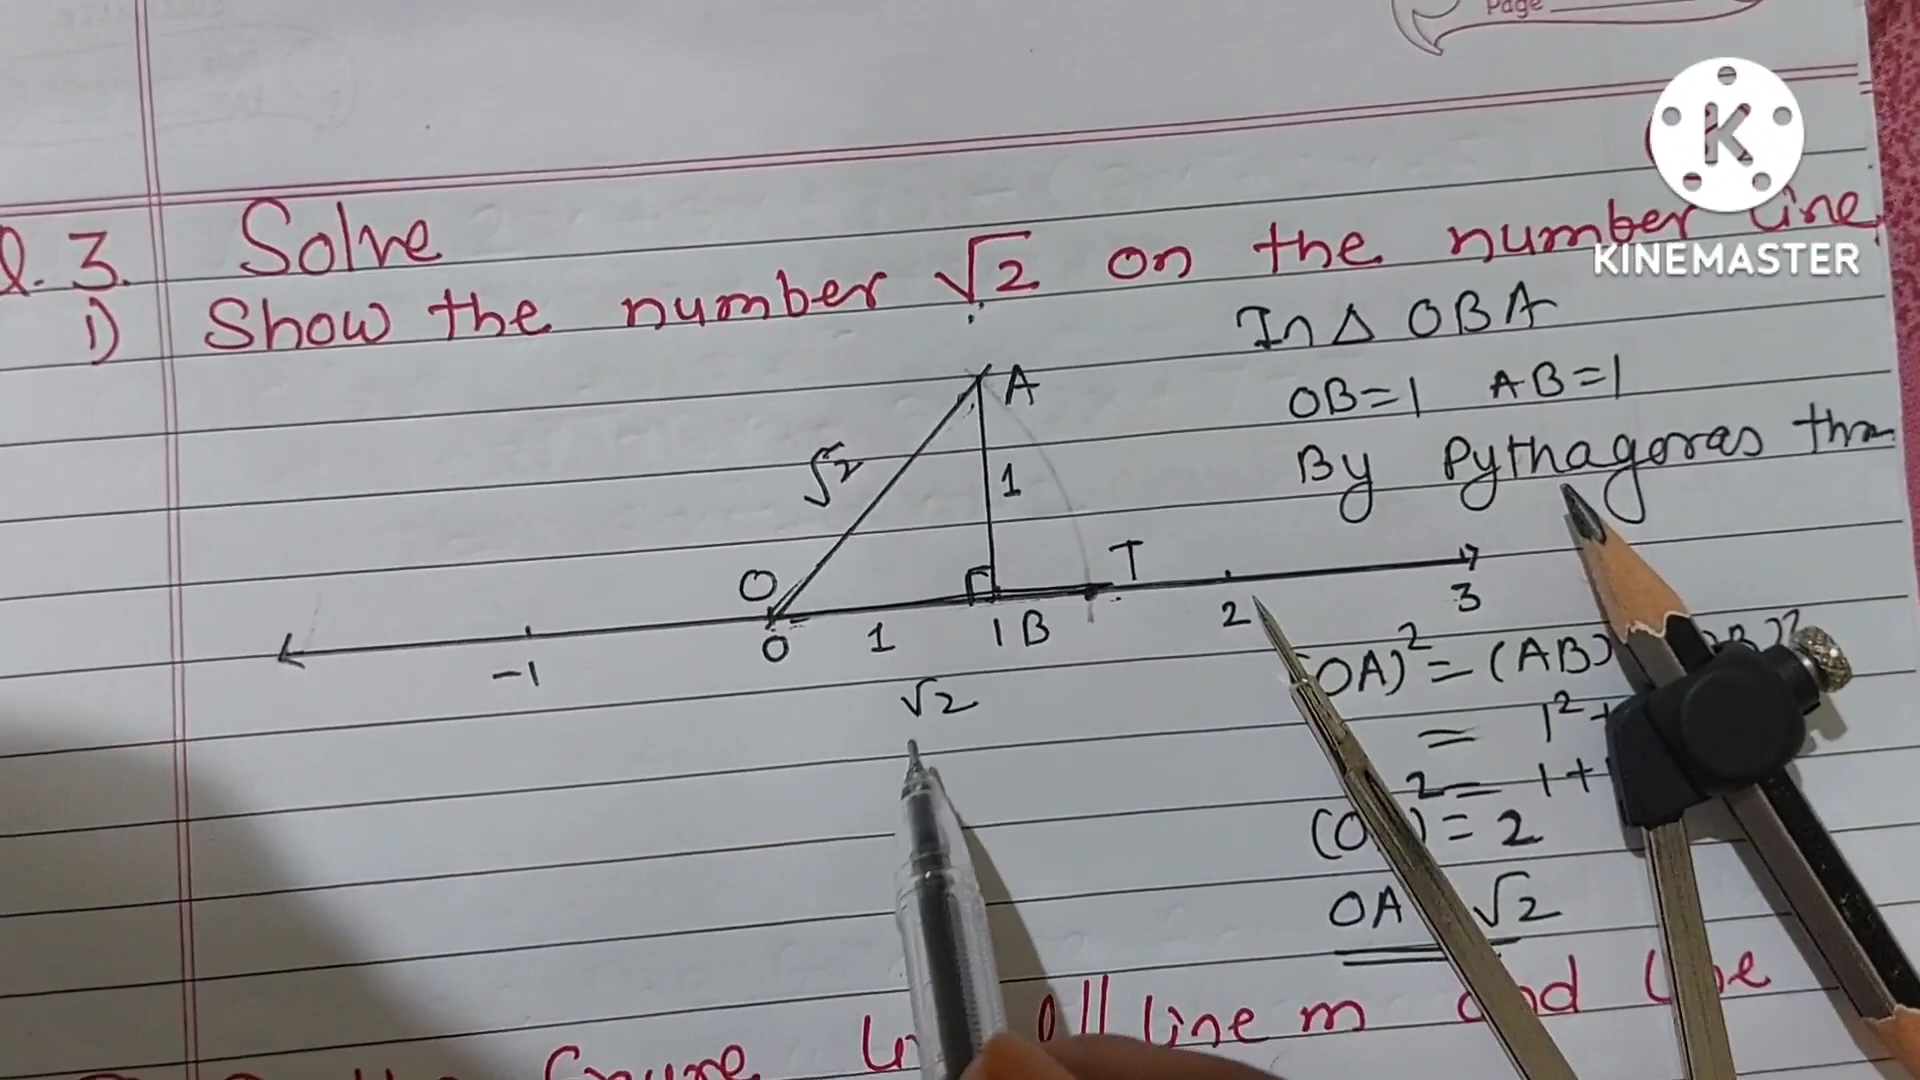 Page
KINEMASTER
Q.3. Solve
i) Show the number √2 on the number line
In △ OBA
OB=1 AB=1
By Pythagoras thm
A
√2
1
O
T
-1 0 1 1 B 2 3
√2
(OA)² = (AB)
= 1² +
2 = 1+
= 2
OA √2
line m and